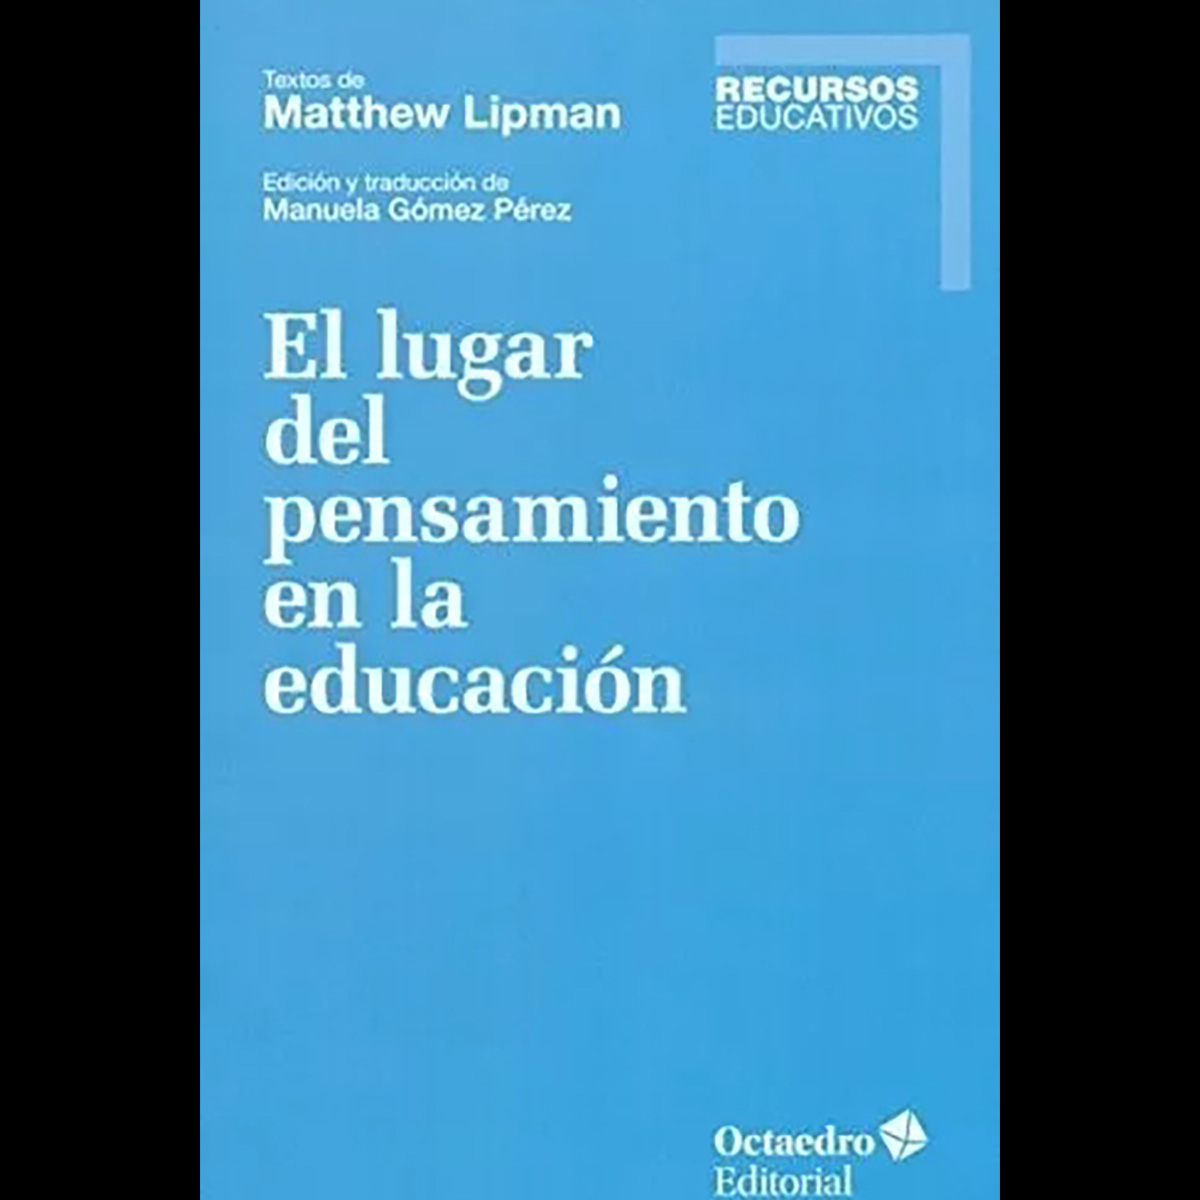 Textos de
Matthew Lipman
RECURSOS
EDUCATIVOS
Edición y traducción de
Manuela Gómez Pérez
El lugar
del
pensamiento
en la
educación
Octaedro
Editorial